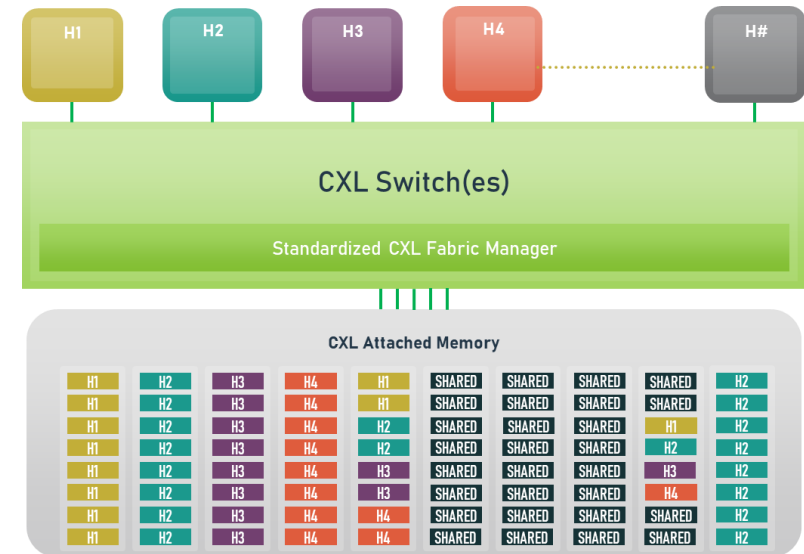 H1 H2 H3 H4 H#
CXL Switch(es)
Standardized CXL Fabric Manager
CXL Attached Memory
H1 H2 H3 H4 H1 SHARED SHARED SHARED SHARED H2
H1 H2 H3 H4 H1 SHARED SHARED SHARED SHARED H2
H1 H2 H3 H4 H2 SHARED SHARED SHARED H1 H2
H1 H2 H3 H4 H2 SHARED SHARED SHARED H2 H2
H1 H2 H3 H4 H3 SHARED SHARED SHARED H3 H2
H1 H2 H3 H4 H3 SHARED SHARED SHARED H4 H2
H1 H2 H3 H4 H4 SHARED SHARED SHARED SHARED H2
H1 H2 H3 H4 H4 SHARED SHARED SHARED SHARED H2